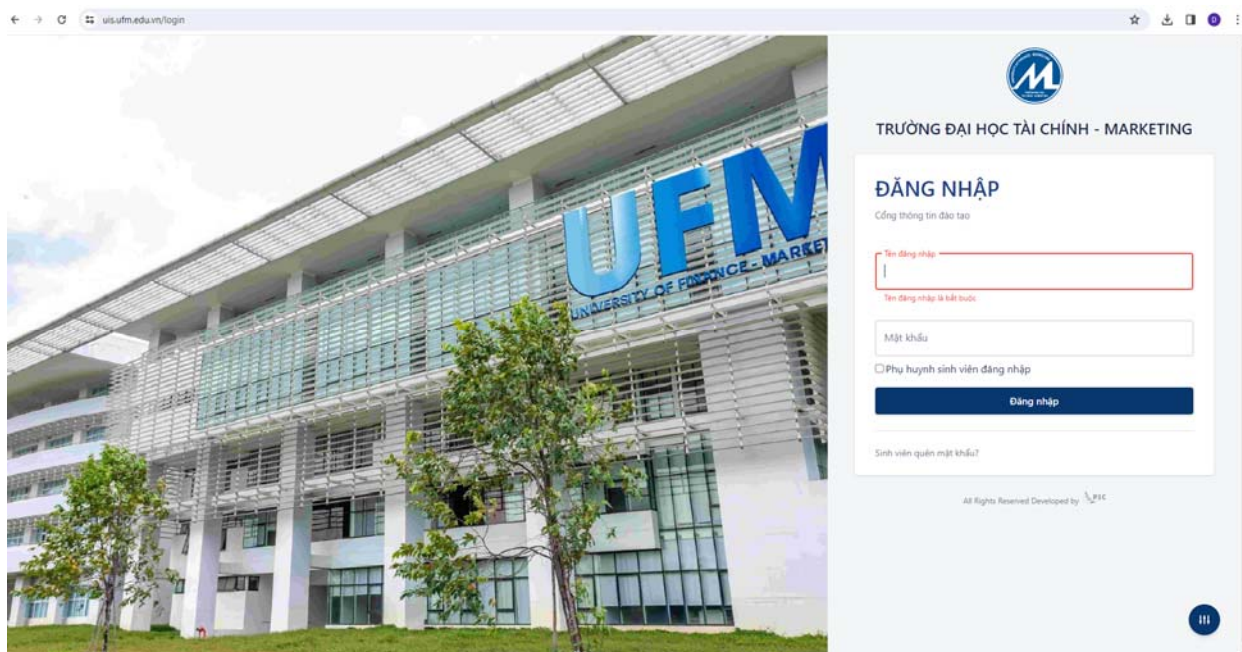 uis.ufm.edu.vn/login
D
UFM
UNIVERSITY OF FINANCE - MARKET
TRƯỜNG ĐẠI HỌC TÀI CHÍNH - MARKETING
ĐĂNG NHẬP
Cổng thông tin đào tạo
Tên đăng nhập
Tên đăng nhập là bắt buộc
Mật khẩu
Phụ huynh sinh viên đăng nhập
Đăng nhập
Sinh viên quên mật khẩu?
All Rights Reserved Developed by PSC